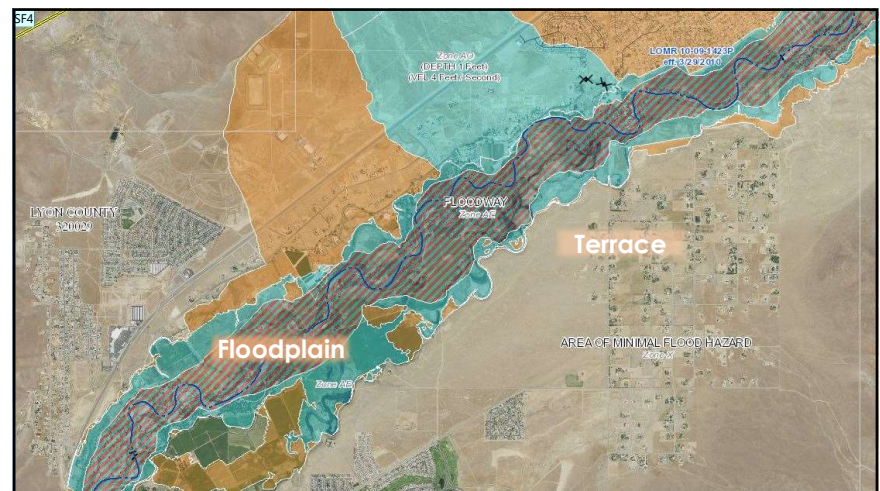 SF4
Zone AO
(DEPTH 1 Feet)
(VEL 4 Feet / Second)
LOMR 10-09-1423P
eff. 3/29/2010
LYON COUNTY
320029
FLOODWAY
Zone AE
Terrace
Floodplain
AREA OF MINIMAL FLOOD HAZARD
Zone X
Zone AE